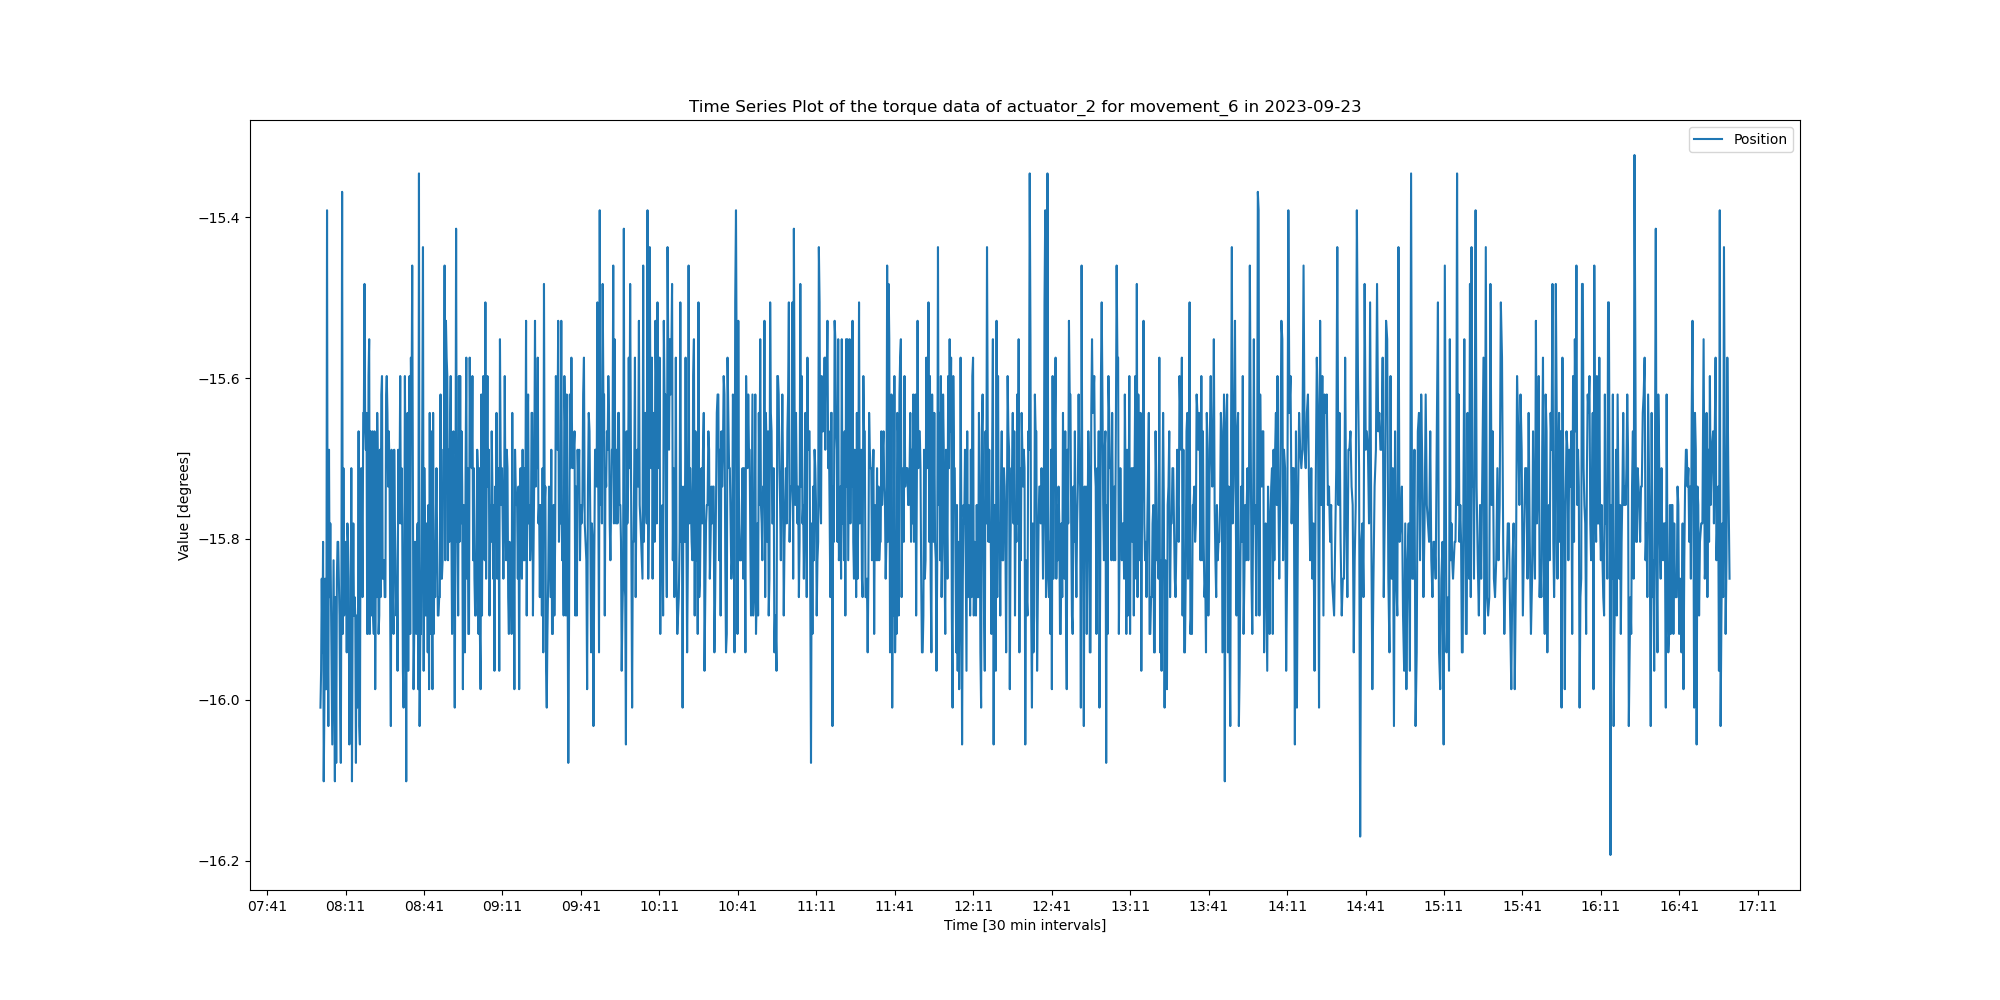 Time Series Plot of the torque data of actuator_2 for movement_6 in 2023-09-23
Position
Value [degrees]
−15.4
−15.6
−15.8
−16.0
−16.2
07:41 08:11 08:41 09:11 09:41 10:11 10:41 11:11 11:41 12:11 12:41 13:11 13:41 14:11 14:41 15:11 15:41 16:11 16:41 17:11
Time [30 min intervals]